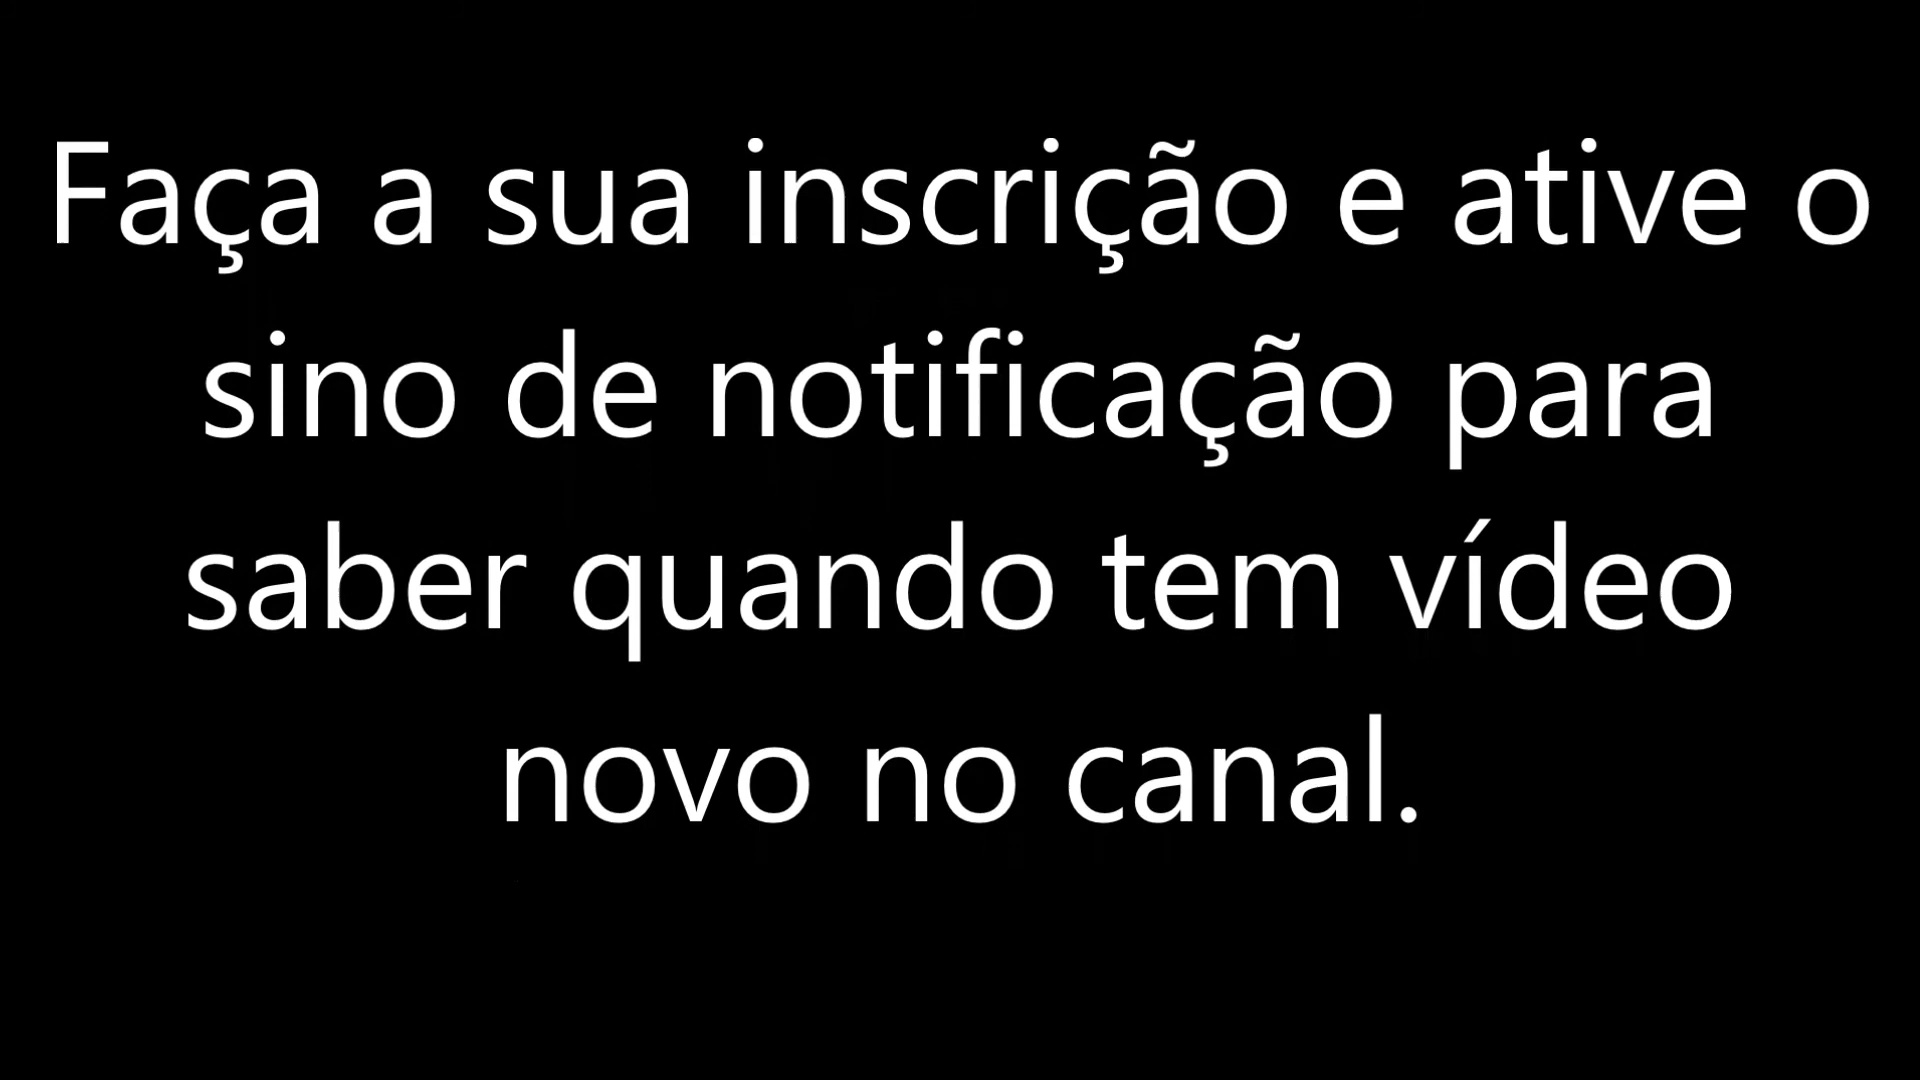 Faça a sua inscrição e ative o
sino de notificação para
saber quando tem vídeo
novo no canal.